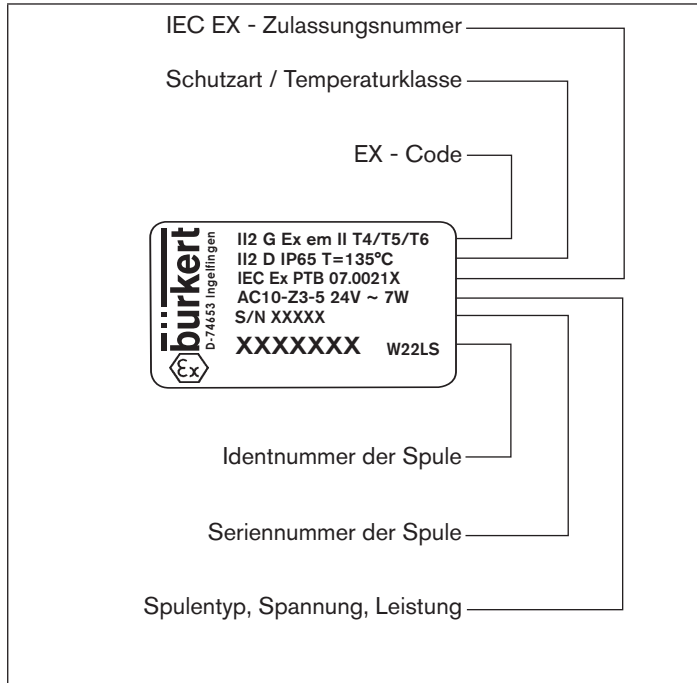 IEC EX - Zulassungsnummer
Schutzart / Temperaturklasse
EX - Code
burkert
D-74653 Ingelfingen
Ex
II2 G Ex em II T4/T5/T6
II2 D IP65 T=135°C
IEC Ex PTB 07.0021X
AC10-Z3-5 24V ~ 7W
S/N XXXXX
XXXXXXX W22LS
Identnummer der Spule
Seriennummer der Spule
Spulentyp, Spannung, Leistung